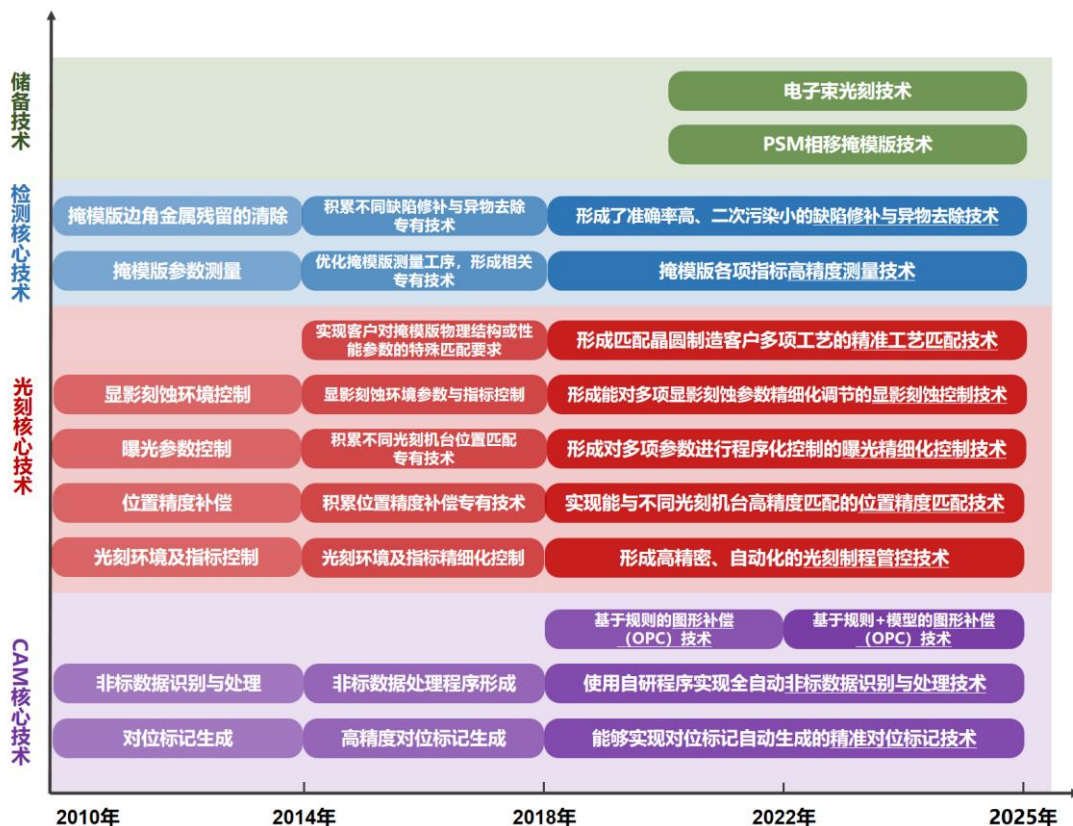 储备技术
电子束光刻技术
PSM相移掩模版技术
检测核心技术
掩模版边角金属残留的清除
积累不同缺陷修补与异物去除
专有技术
形成了准确率高、二次污染小的缺陷修补与异物去除技术
掩模版参数测量
优化掩模版测量工序，形成相关
专有技术
掩模版各项指标高精度测量技术
光刻核心技术
实现客户对掩模版物理结构或性
能参数的特殊匹配要求
形成匹配晶圆制造客户多项工艺的精准工艺匹配技术
显影刻蚀环境控制
显影刻蚀环境参数与指标控制
形成能对多项显影刻蚀参数精细化调节的显影刻蚀控制技术
曝光参数控制
积累不同光刻机台位置匹配
专有技术
形成对多项参数进行程序化控制的曝光精细化控制技术
位置精度补偿
积累位置精度补偿专有技术
实现能与不同光刻机台高精度匹配的位置精度匹配技术
光刻环境及指标控制
光刻环境及指标精细化控制
形成高精密、自动化的光刻制程管控技术
CAM核心技术
基于规则的图形补偿
（OPC）技术
基于规则+模型的图形补偿
（OPC）技术
非标数据识别与处理
非标数据处理程序形成
使用自研程序实现全自动非标数据识别与处理技术
对位标记生成
高精度对位标记生成
能够实现对位标记自动生成的精准对位标记技术
2010年
2014年
2018年
2022年
2025年